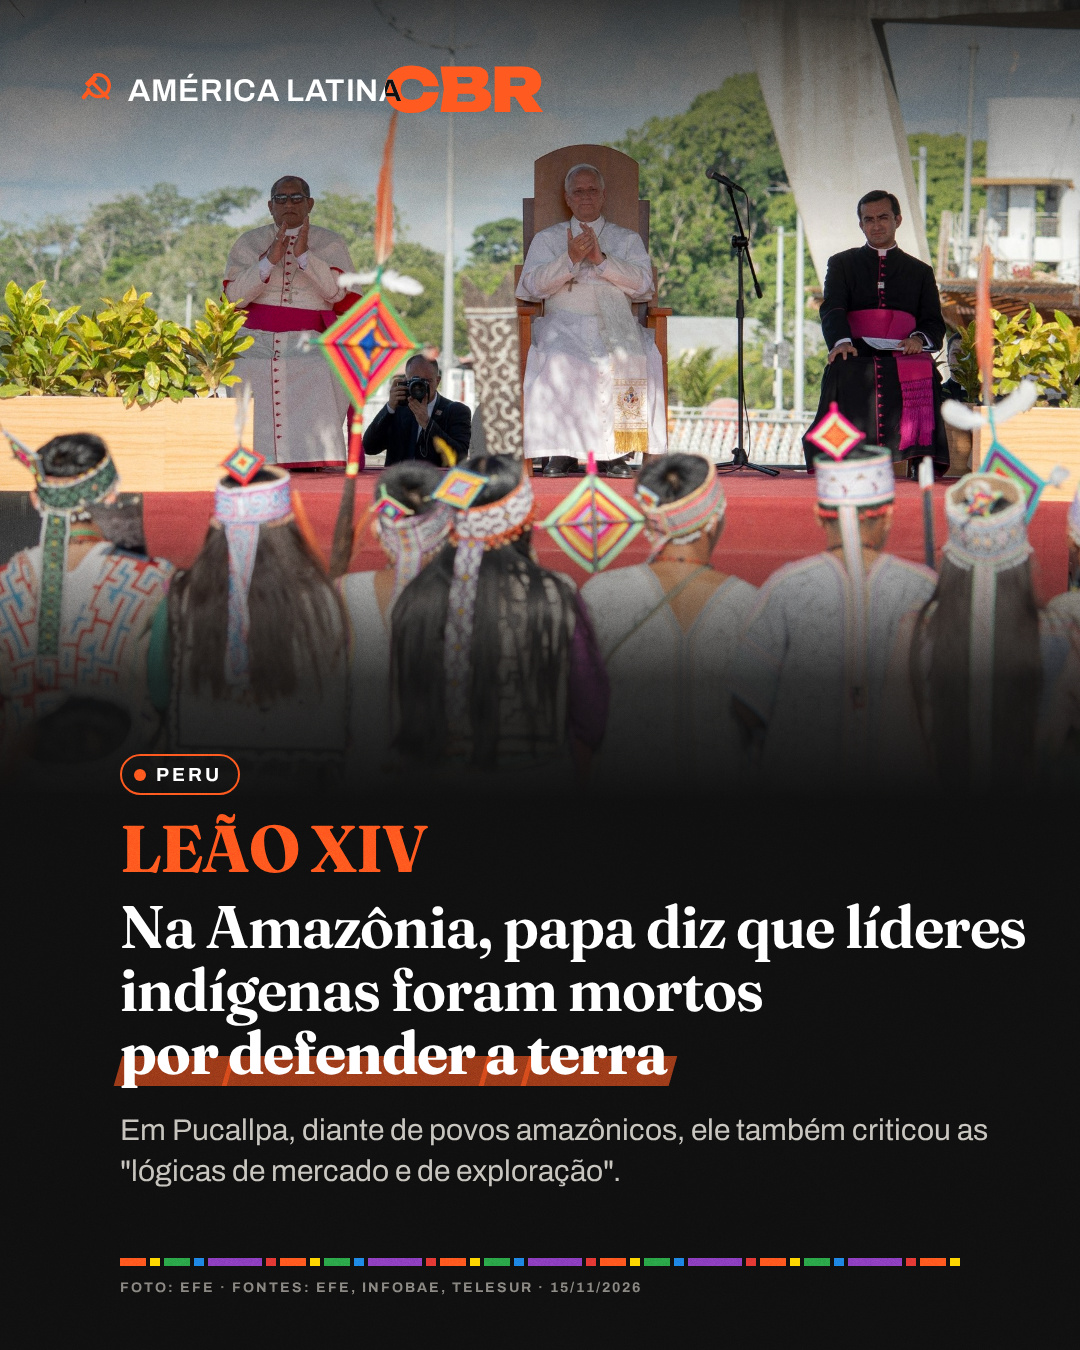 AMÉRICA LATINA
CBR
PERU
LEÃO XIV
Na Amazônia, papa diz que líderes
indígenas foram mortos
por defender a terra
Em Pucallpa, diante de povos amazônicos, ele também criticou as
"lógicas de mercado e de exploração".
FOTO: EFE · FONTES: EFE, INFOBAE, TELESUR · 15/11/2026